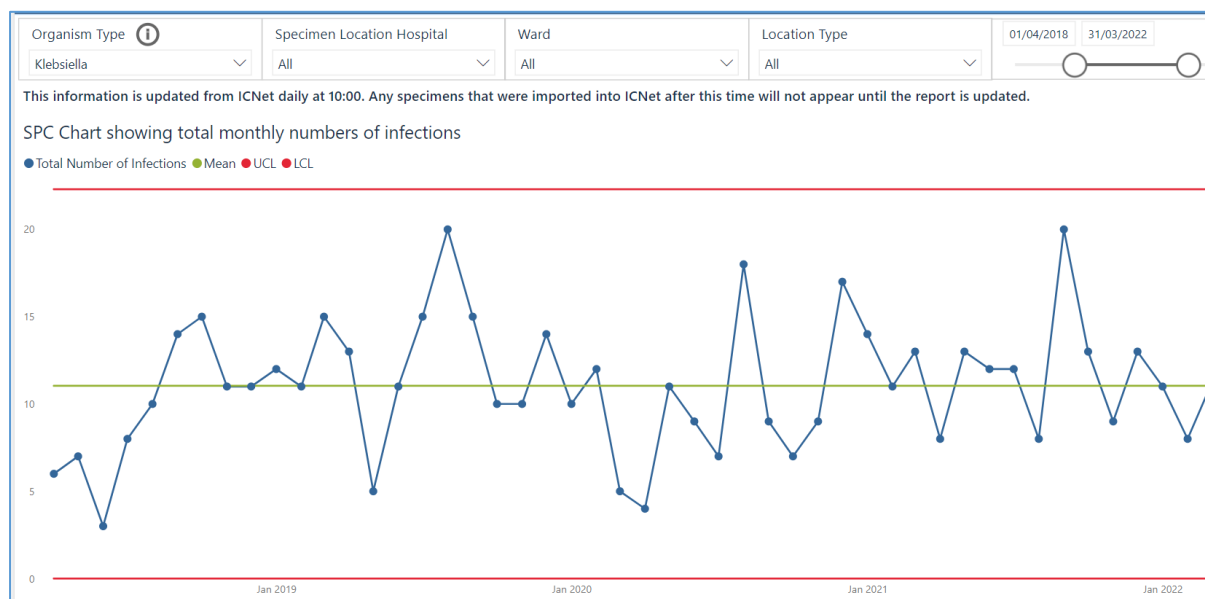 Organism Type
Specimen Location Hospital
Ward
Location Type
01/04/2018 31/03/2022
Klebsiella
All
All
All
This information is updated from ICNet daily at 10:00. Any specimens that were imported into ICNet after this time will not appear until the report is updated.
SPC Chart showing total monthly numbers of infections
Total Number of Infections Mean UCL LCL
20
15
10
5
0
Jan 2019 Jan 2020 Jan 2021 Jan 2022